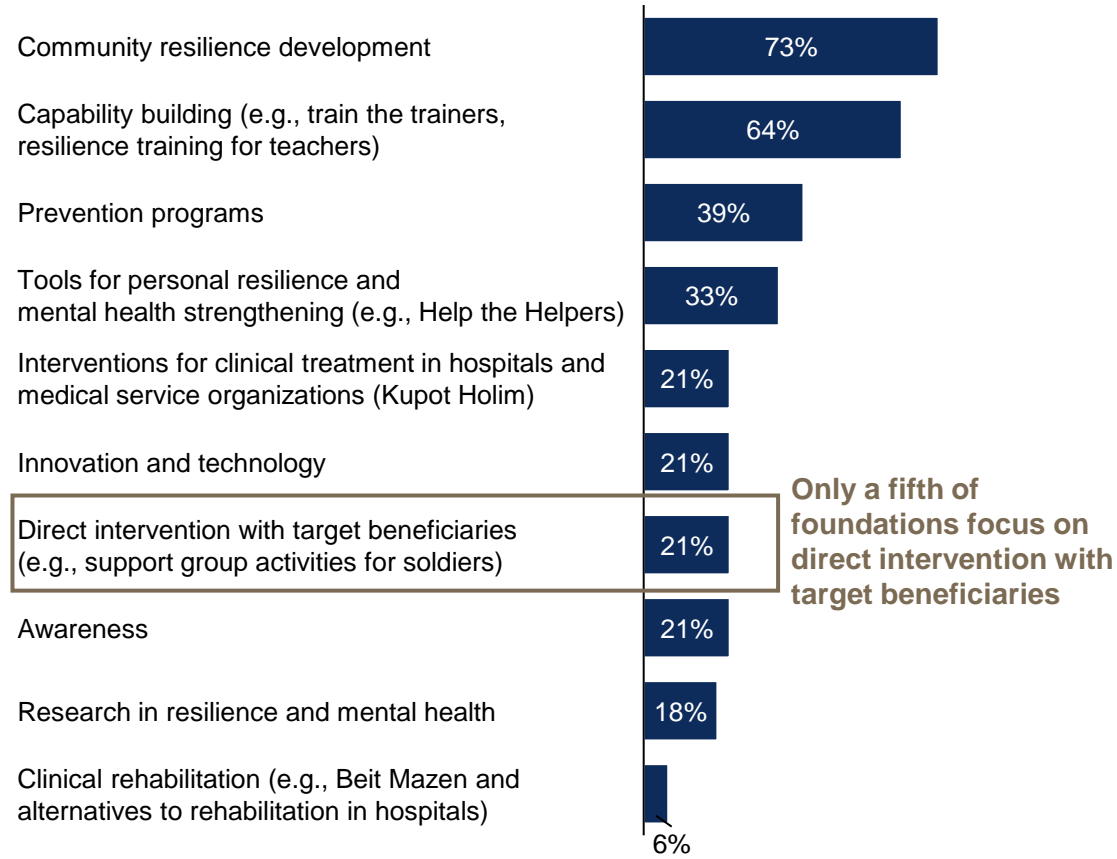 Community resilience development
73%
Capability building (e.g., train the trainers,
resilience training for teachers)
64%
Prevention programs
39%
Tools for personal resilience and
mental health strengthening (e.g., Help the Helpers)
33%
Interventions for clinical treatment in hospitals and
medical service organizations (Kupot Holim)
21%
Innovation and technology
21%
Direct intervention with target beneficiaries
(e.g., support group activities for soldiers)
21%
Only a fifth of
foundations focus on
direct intervention with
target beneficiaries
Awareness
21%
Research in resilience and mental health
18%
Clinical rehabilitation (e.g., Beit Mazen and
alternatives to rehabilitation in hospitals)
6%